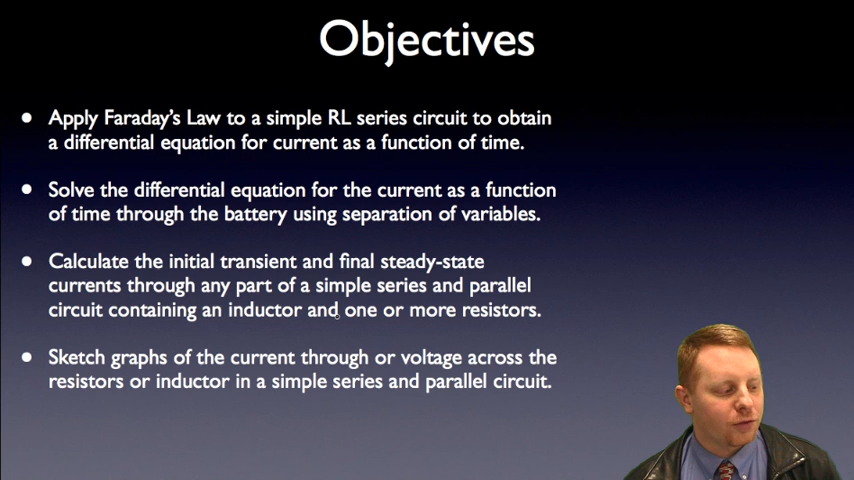 Objectives
• Apply Faraday's Law to a simple RL series circuit to obtain
a differential equation for current as a function of time.
• Solve the differential equation for the current as a function
of time through the battery using separation of variables.
• Calculate the initial transient and final steady-state
currents through any part of a simple series and parallel
circuit containing an inductor and one or more resistors.
• Sketch graphs of the current through or voltage across the
resistors or inductor in a simple series and parallel circuit.